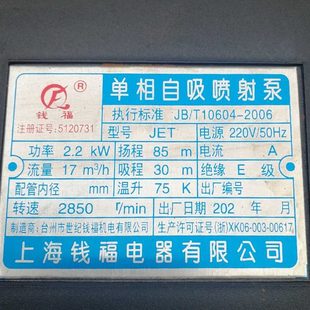 钱福 ®
注册证号:5120731
单相自吸喷射泵
执行标准 JB/T10604-2006
型号 JET 电源 220V/50Hz
功率 2.2 kW 扬程 85 m 电流 A
流量 17 m³/h 吸程 30 m 绝缘 E 级
配管内径 mm 温升 75 K 出厂编号
转速 2850 r/min 出厂日期 202 年 月
制造商:台州市世纪钱福机电有限公司 生产许可证号(浙)XK06-003-00617
上海钱福电器有限公司